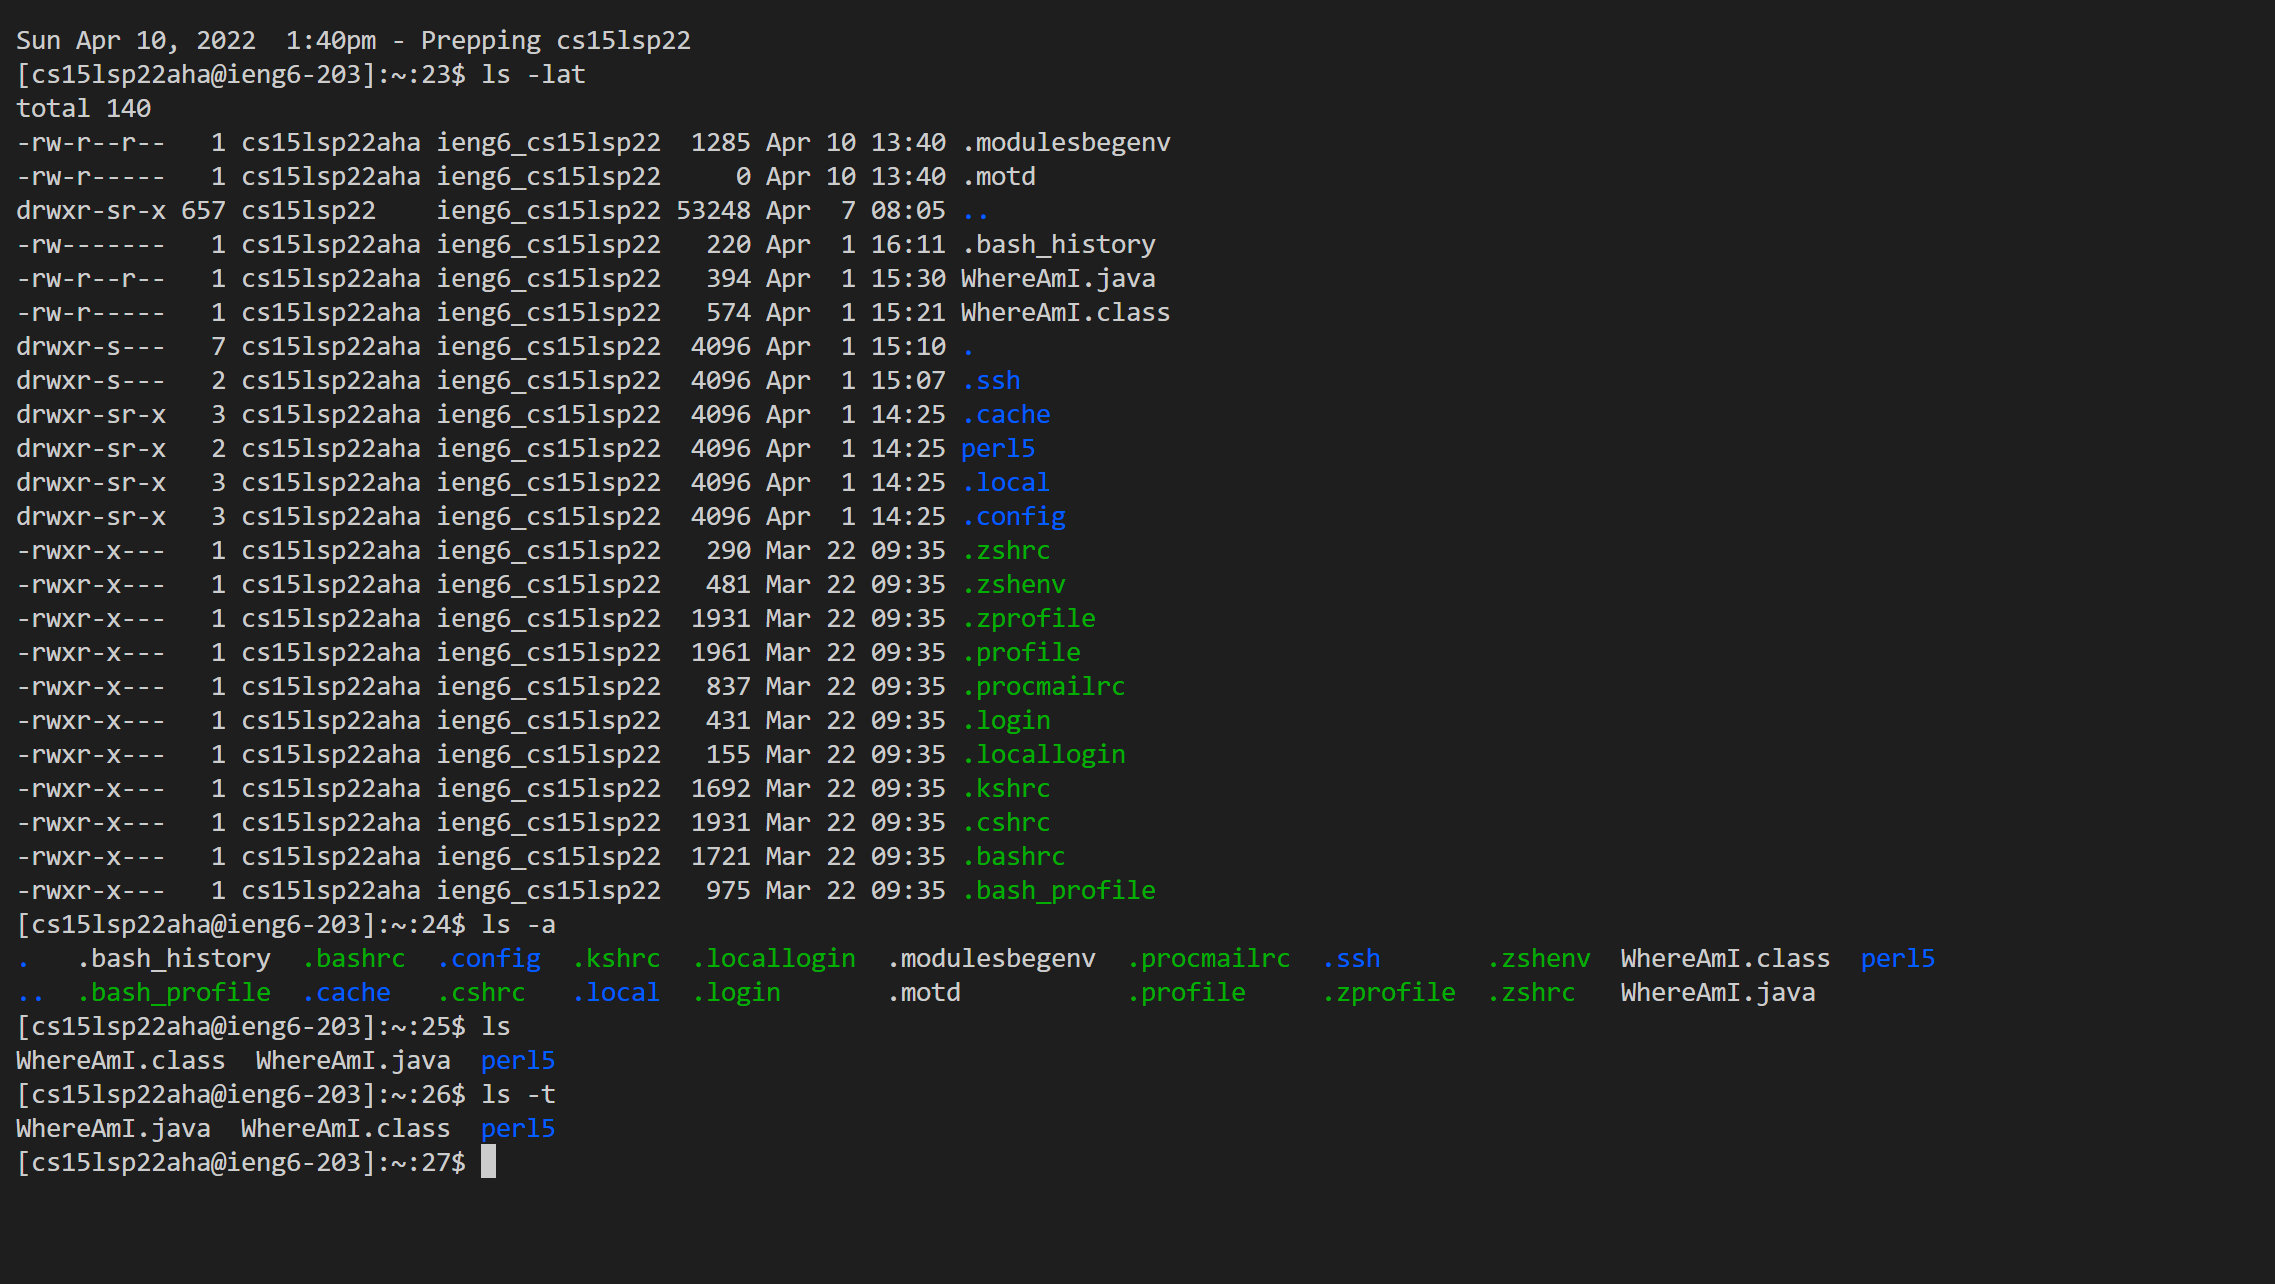 Sun Apr 10, 2022  1:40pm - Prepping cs15lsp22
[cs15lsp22aha@ieng6-203]:~:23$ ls -lat
total 140
-rw-r--r--   1 cs15lsp22aha ieng6_cs15lsp22  1285 Apr 10 13:40 .modulesbegenv
-rw-r-----   1 cs15lsp22aha ieng6_cs15lsp22     0 Apr 10 13:40 .motd
drwxr-sr-x 657 cs15lsp22    ieng6_cs15lsp22 53248 Apr  7 08:05 ..
-rw-------   1 cs15lsp22aha ieng6_cs15lsp22   220 Apr  1 16:11 .bash_history
-rw-r--r--   1 cs15lsp22aha ieng6_cs15lsp22   394 Apr  1 15:30 WhereAmI.java
-rw-r-----   1 cs15lsp22aha ieng6_cs15lsp22   574 Apr  1 15:21 WhereAmI.class
drwxr-s---   7 cs15lsp22aha ieng6_cs15lsp22  4096 Apr  1 15:10 .
drwxr-s---   2 cs15lsp22aha ieng6_cs15lsp22  4096 Apr  1 15:07 .ssh
drwxr-sr-x   3 cs15lsp22aha ieng6_cs15lsp22  4096 Apr  1 14:25 .cache
drwxr-sr-x   2 cs15lsp22aha ieng6_cs15lsp22  4096 Apr  1 14:25 perl5
drwxr-sr-x   3 cs15lsp22aha ieng6_cs15lsp22  4096 Apr  1 14:25 .local
drwxr-sr-x   3 cs15lsp22aha ieng6_cs15lsp22  4096 Apr  1 14:25 .config
-rwxr-x---   1 cs15lsp22aha ieng6_cs15lsp22   290 Mar 22 09:35 .zshrc
-rwxr-x---   1 cs15lsp22aha ieng6_cs15lsp22   481 Mar 22 09:35 .zshenv
-rwxr-x---   1 cs15lsp22aha ieng6_cs15lsp22  1931 Mar 22 09:35 .zprofile
-rwxr-x---   1 cs15lsp22aha ieng6_cs15lsp22  1961 Mar 22 09:35 .profile
-rwxr-x---   1 cs15lsp22aha ieng6_cs15lsp22   837 Mar 22 09:35 .procmailrc
-rwxr-x---   1 cs15lsp22aha ieng6_cs15lsp22   431 Mar 22 09:35 .login
-rwxr-x---   1 cs15lsp22aha ieng6_cs15lsp22   155 Mar 22 09:35 .locallogin
-rwxr-x---   1 cs15lsp22aha ieng6_cs15lsp22  1692 Mar 22 09:35 .kshrc
-rwxr-x---   1 cs15lsp22aha ieng6_cs15lsp22  1931 Mar 22 09:35 .cshrc
-rwxr-x---   1 cs15lsp22aha ieng6_cs15lsp22  1721 Mar 22 09:35 .bashrc
-rwxr-x---   1 cs15lsp22aha ieng6_cs15lsp22   975 Mar 22 09:35 .bash_profile
[cs15lsp22aha@ieng6-203]:~:24$ ls -a
.   .bash_history  .bashrc  .config  .kshrc  .locallogin  .modulesbegenv  .procmailrc  .ssh       .zshenv  WhereAmI.class  perl5
..  .bash_profile  .cache   .cshrc   .local  .login       .motd           .profile     .zprofile  .zshrc   WhereAmI.java
[cs15lsp22aha@ieng6-203]:~:25$ ls
WhereAmI.class  WhereAmI.java  perl5
[cs15lsp22aha@ieng6-203]:~:26$ ls -t
WhereAmI.java  WhereAmI.class  perl5
[cs15lsp22aha@ieng6-203]:~:27$